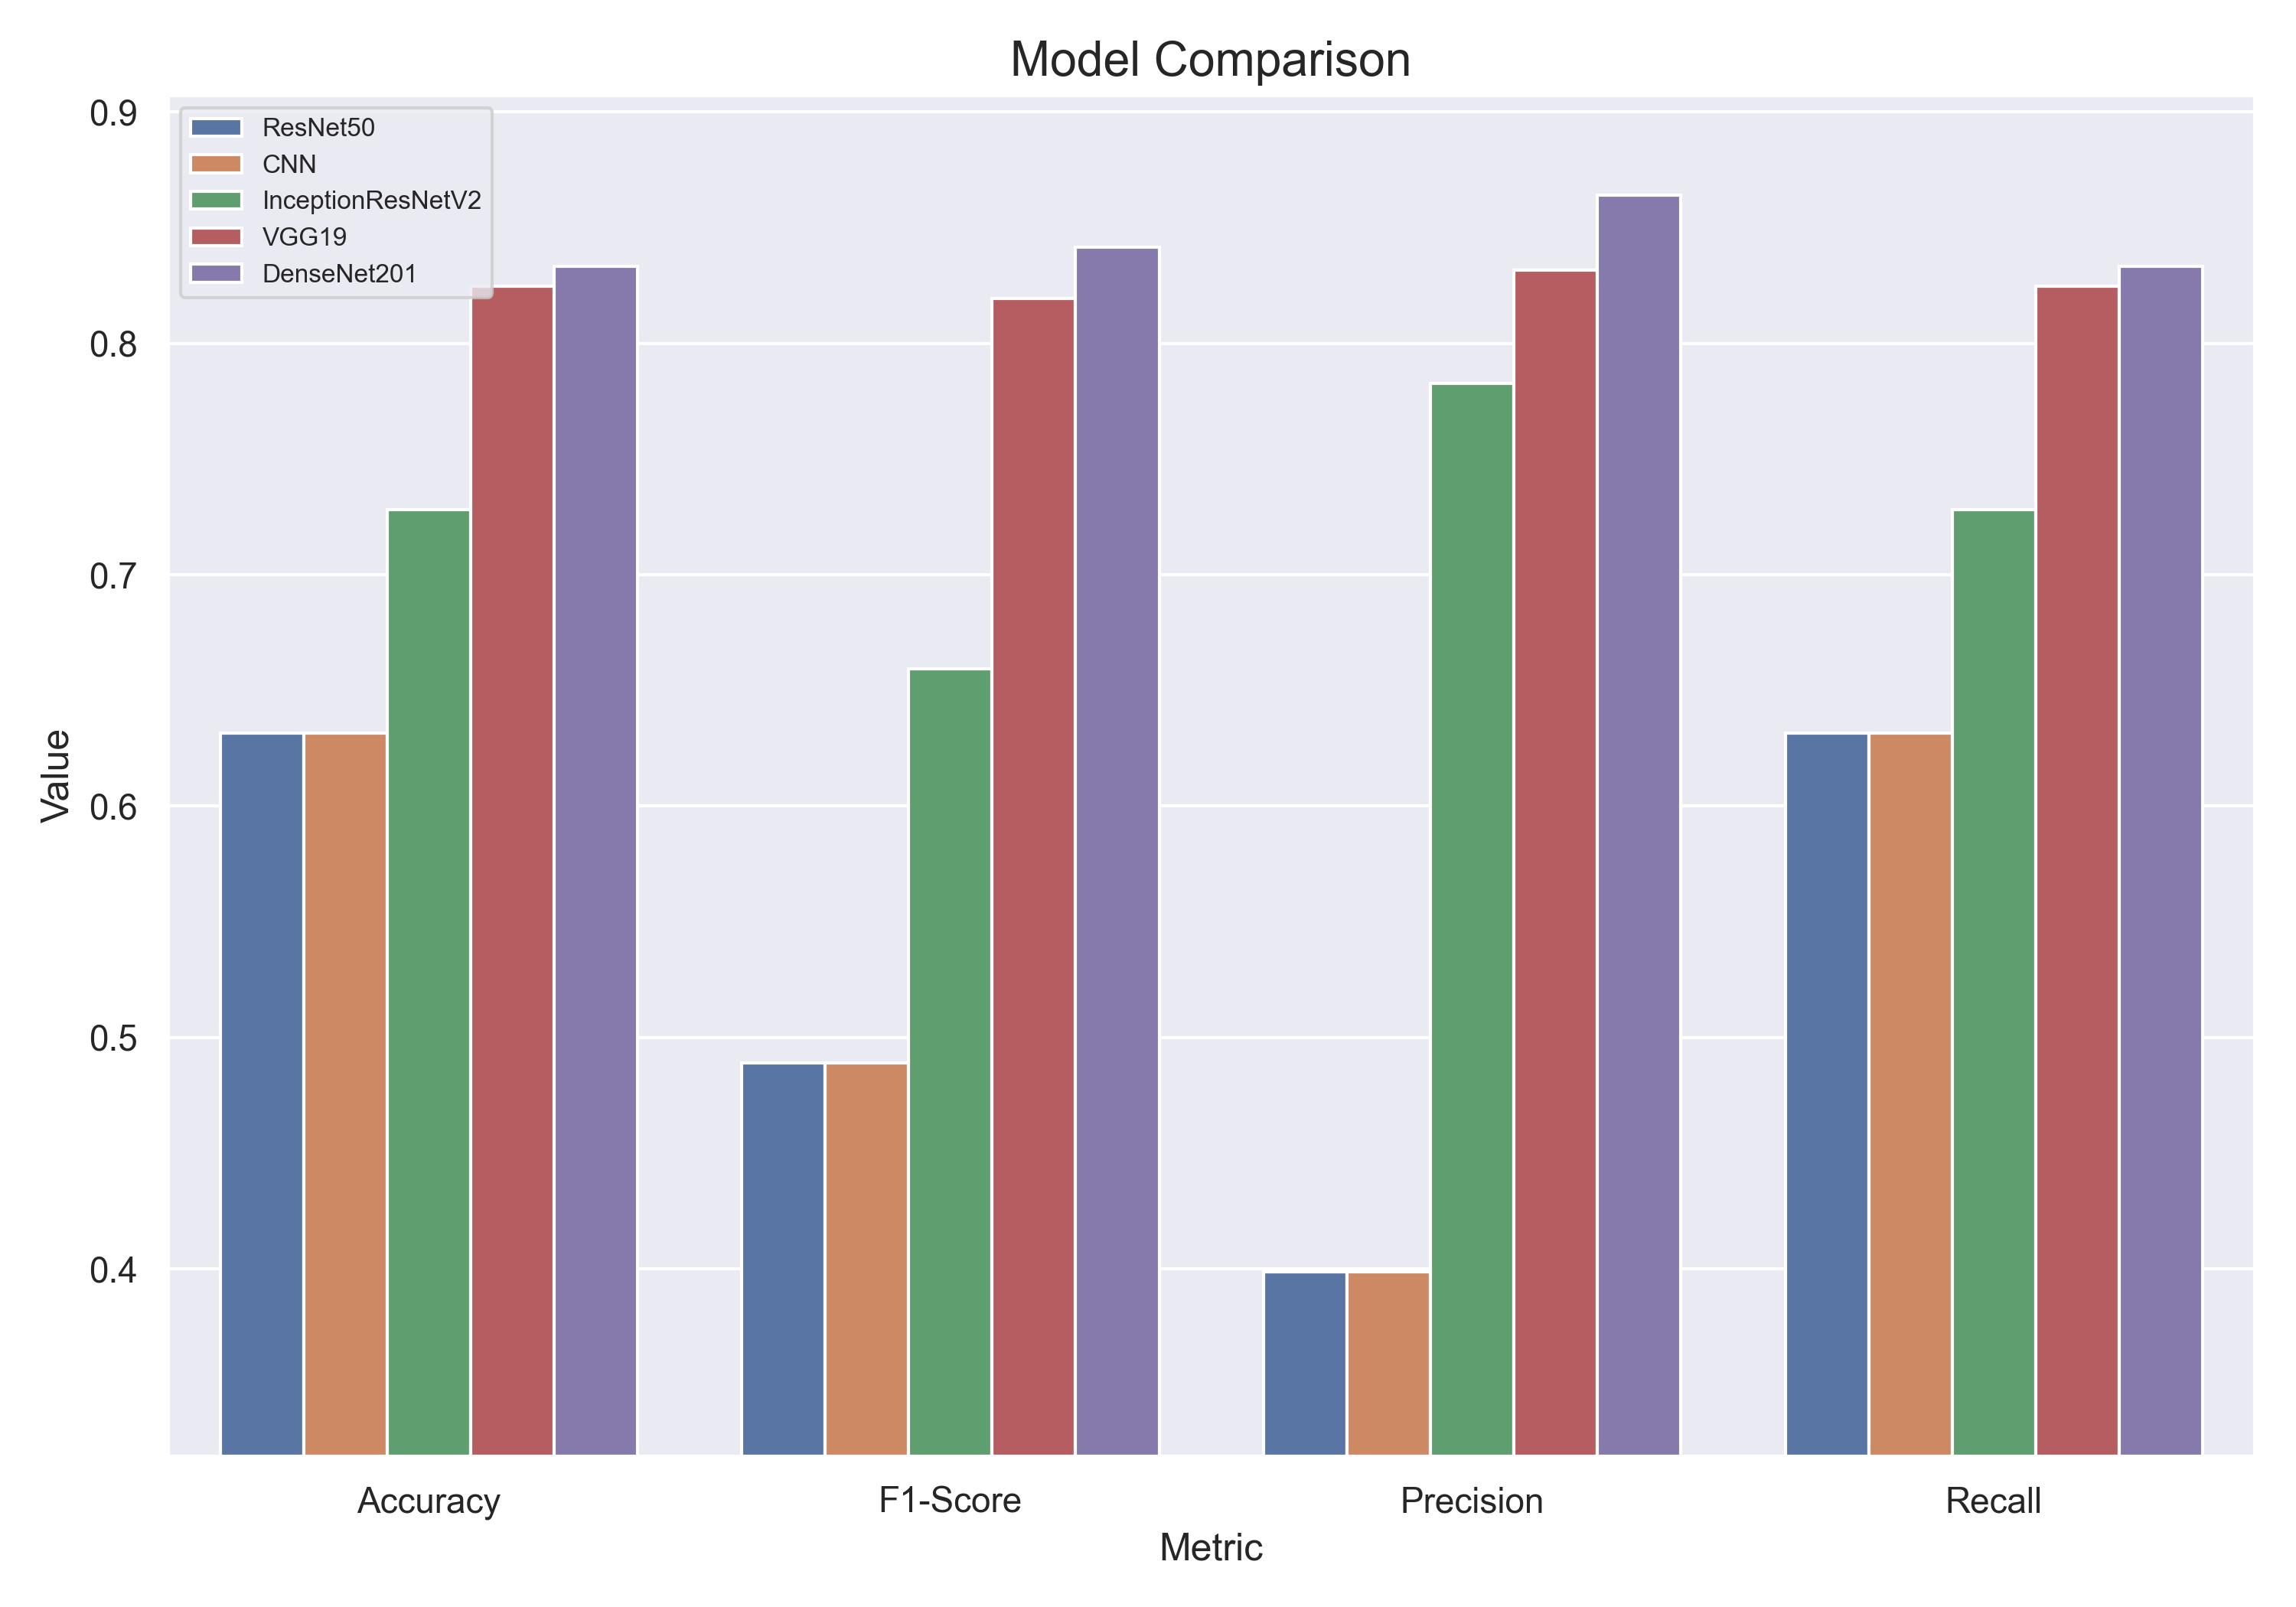 Model Comparison
0.9
0.8
0.7
0.6
0.5
0.4
Value
ResNet50
CNN
InceptionResNetV2
VGG19
DenseNet201
Accuracy
F1-Score
Precision
Recall
Metric